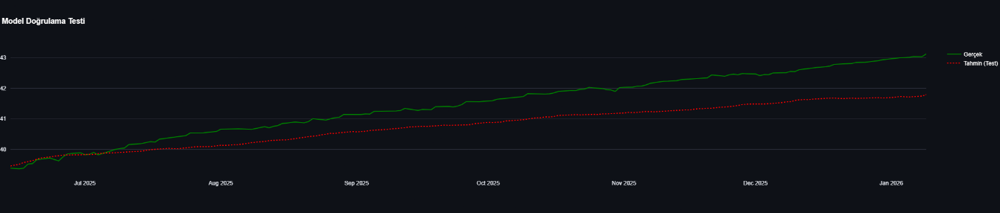 Model Doğrulama Testi
Gerçek
Tahmin (Test)
43
42
41
40
Jul 2025
Aug 2025
Sep 2025
Oct 2025
Nov 2025
Dec 2025
Jan 2026